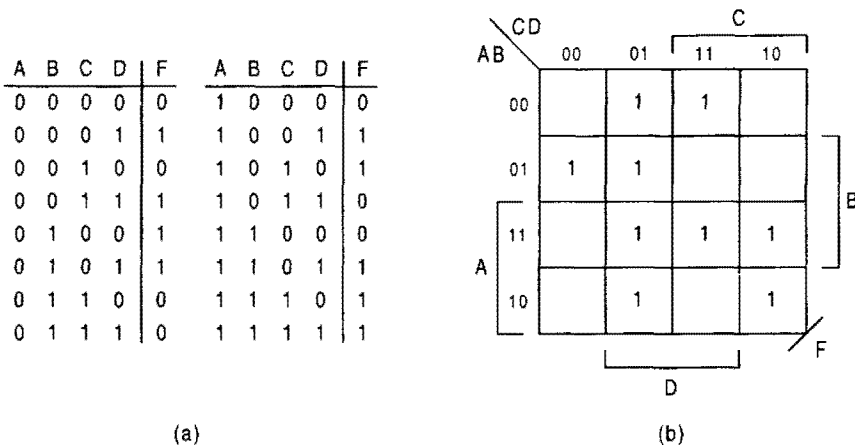 A B C D F
0 0 0 0 0
0 0 0 1 1
0 0 1 0 0
0 0 1 1 1
0 1 0 0 1
0 1 0 1 1
0 1 1 0 0
0 1 1 1 0
A B C D F
1 0 0 0 0
1 0 0 1 1
1 0 1 0 1
1 0 1 1 0
1 1 0 0 0
1 1 0 1 1
1 1 1 0 1
1 1 1 1 1
(a)
CD
C
AB 00 01 11 10
00 1 1
01 1 1
B
11 1 1 1
A
10 1 1
F
D
(b)